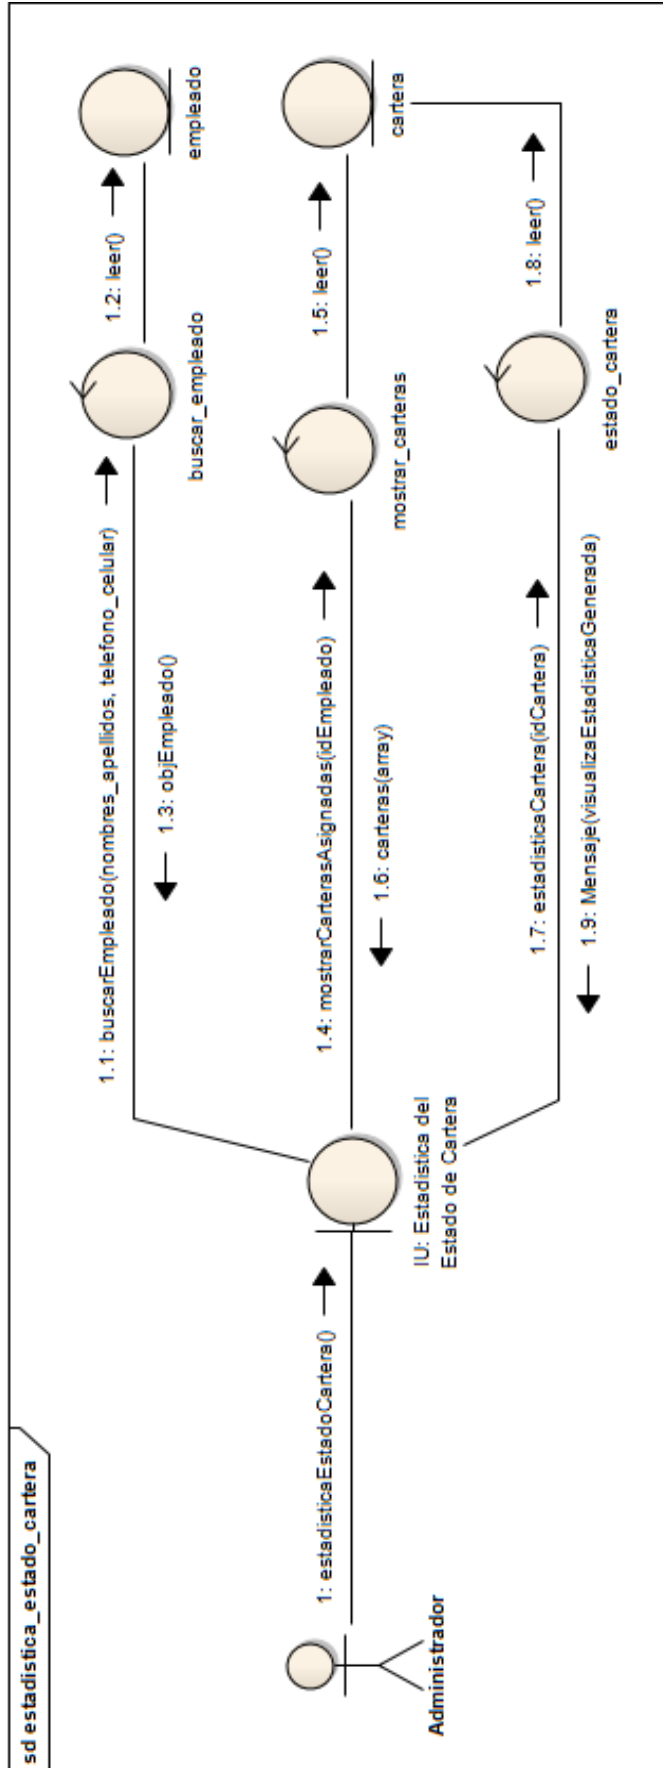 sd estadistica_estado_cartera
Administrador
1: estadisticaEstadoCartera()
IU: Estadistica del
Estado de Cartera
1.1: buscarEmpleado(nombres_apellidos, telefono_celular)
1.3: objEmpleado()
buscar_empleado
1.2: leer()
empleado
1.4: mostrarCarterasAsignadas(idEmpleado)
1.6: carteras(array)
mostrar_carteras
1.5: leer()
cartera
1.7: estadisticaCartera(idCartera)
1.9: Mensaje(visualizaEstadisticaGenerada)
estado_cartera
1.8: leer()